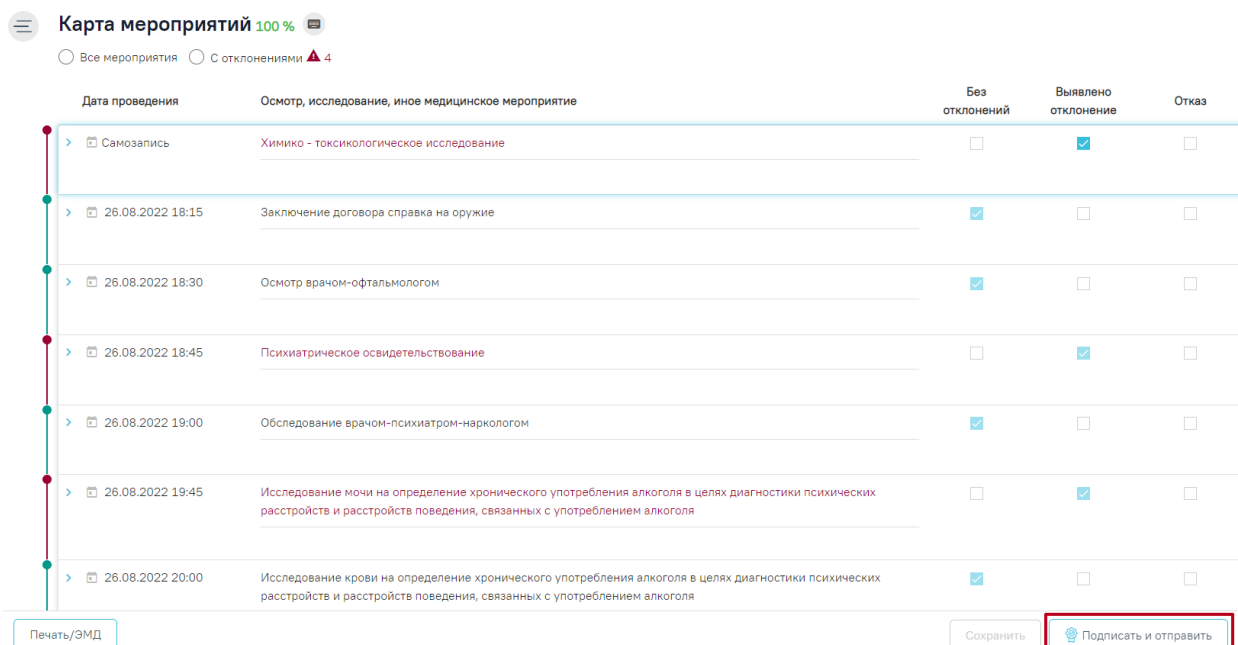 Карта мероприятий 100 %
Все мероприятия С отклонениями 4
Дата проведения Осмотр, исследование, иное медицинское мероприятие Без отклонений Выявлено отклонение Отказ
Самозапись Химико - токсикологическое исследование
26.08.2022 18:15 Заключение договора справка на оружие
26.08.2022 18:30 Осмотр врачом-офтальмологом
26.08.2022 18:45 Психиатрическое освидетельствование
26.08.2022 19:00 Обследование врачом-психиатром-наркологом
26.08.2022 19:45 Исследование мочи на определение хронического употребления алкоголя в целях диагностики психических
расстройств и расстройств поведения, связанных с употреблением алкоголя
26.08.2022 20:00 Исследование крови на определение хронического употребления алкоголя в целях диагностики психических
расстройств и расстройств поведения, связанных с употреблением алкоголя
Печать/ЭМД Сохранить Подписать и отправить